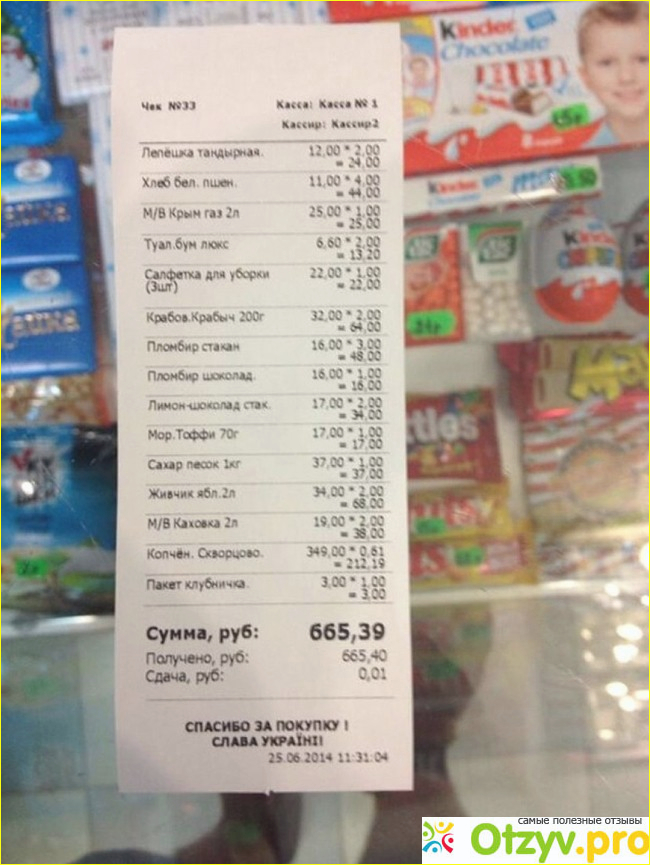 Чек №33 Касса: Касса № 1
Кассир: Кассир2
Лепёшка тандырная. 12,00 * 2,00
= 24,00
Хлеб бел. пшен. 11,00 * 4,00
= 44,00
М/В Крым газ 2л 25,00 * 1,00
= 25,00
Туал.бум люкс 6,60 * 2,00
= 13,20
Салфетка для уборки 22,00 * 1,00
(3шт) = 22,00
Крабов.Крабыч 200г 32,00 * 2,00
= 64,00
Пломбир стакан 16,00 * 3,00
= 48,00
Пломбир шоколад. 16,00 * 1,00
= 16,00
Лимон-шоколад стак. 17,00 * 2,00
= 34,00
Мор.Тоффи 70г 17,00 * 1,00
= 17,00
Сахар песок 1кг 37,00 * 1,00
= 37,00
Живчик ябл.2л 34,00 * 2,00
= 68,00
М/В Каховка 2л 19,00 * 2,00
= 38,00
Копчён. Скворцово. 349,00 * 0,61
= 212,19
Пакет клубничка. 3,00 * 1,00
= 3,00
Сумма, руб: 665,39
Получено, руб: 665,40
Сдача, руб: 0,01
СПАСИБО ЗА ПОКУПКУ !
СЛАВА УКРАЇНІ!
25.06.2014 11:31:04
Kinder
Chocolate
Kinder
Kinder
самые полезные отзывы
Otzyv.pro